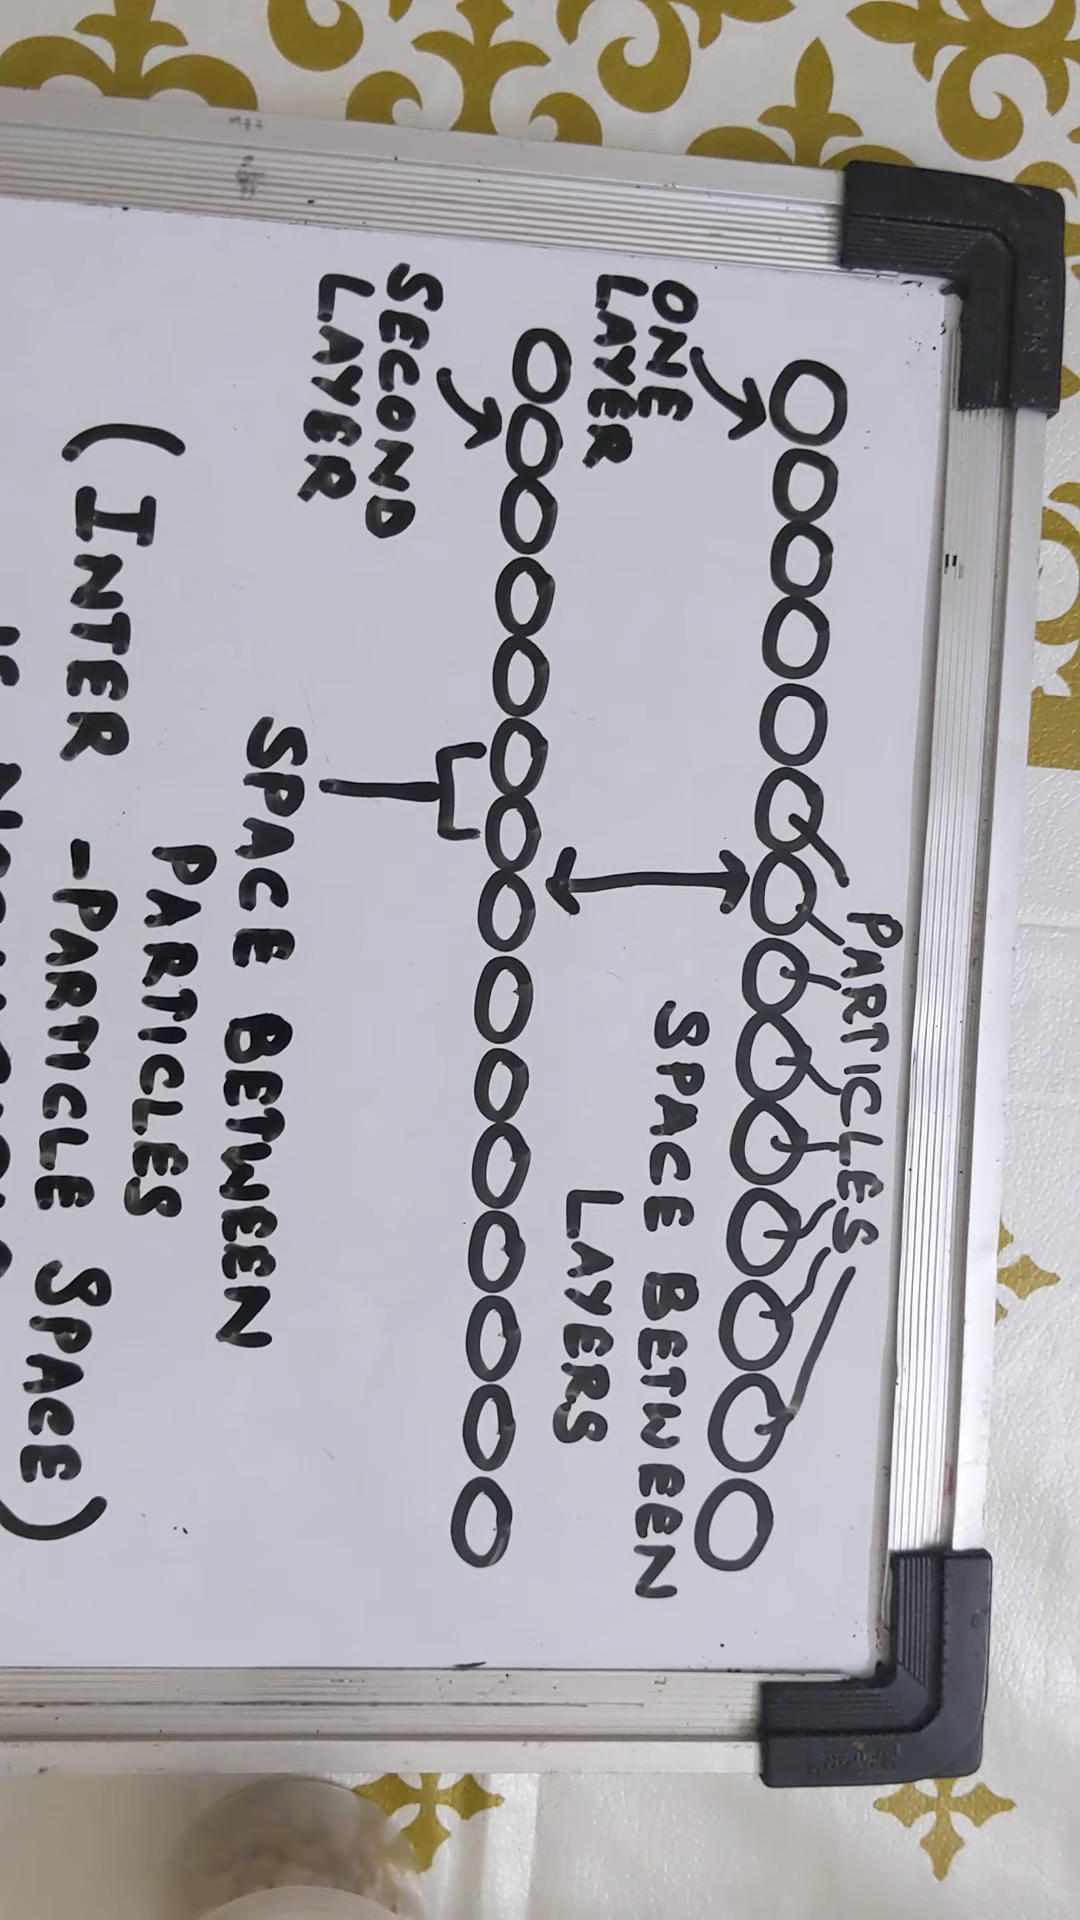 PARTICLES
ONE
LAYER
SPACE BETWEEN
LAYERS
SECOND
LAYER
SPACE BETWEEN
PARTICLES
(INTER-PARTICLE SPACE)